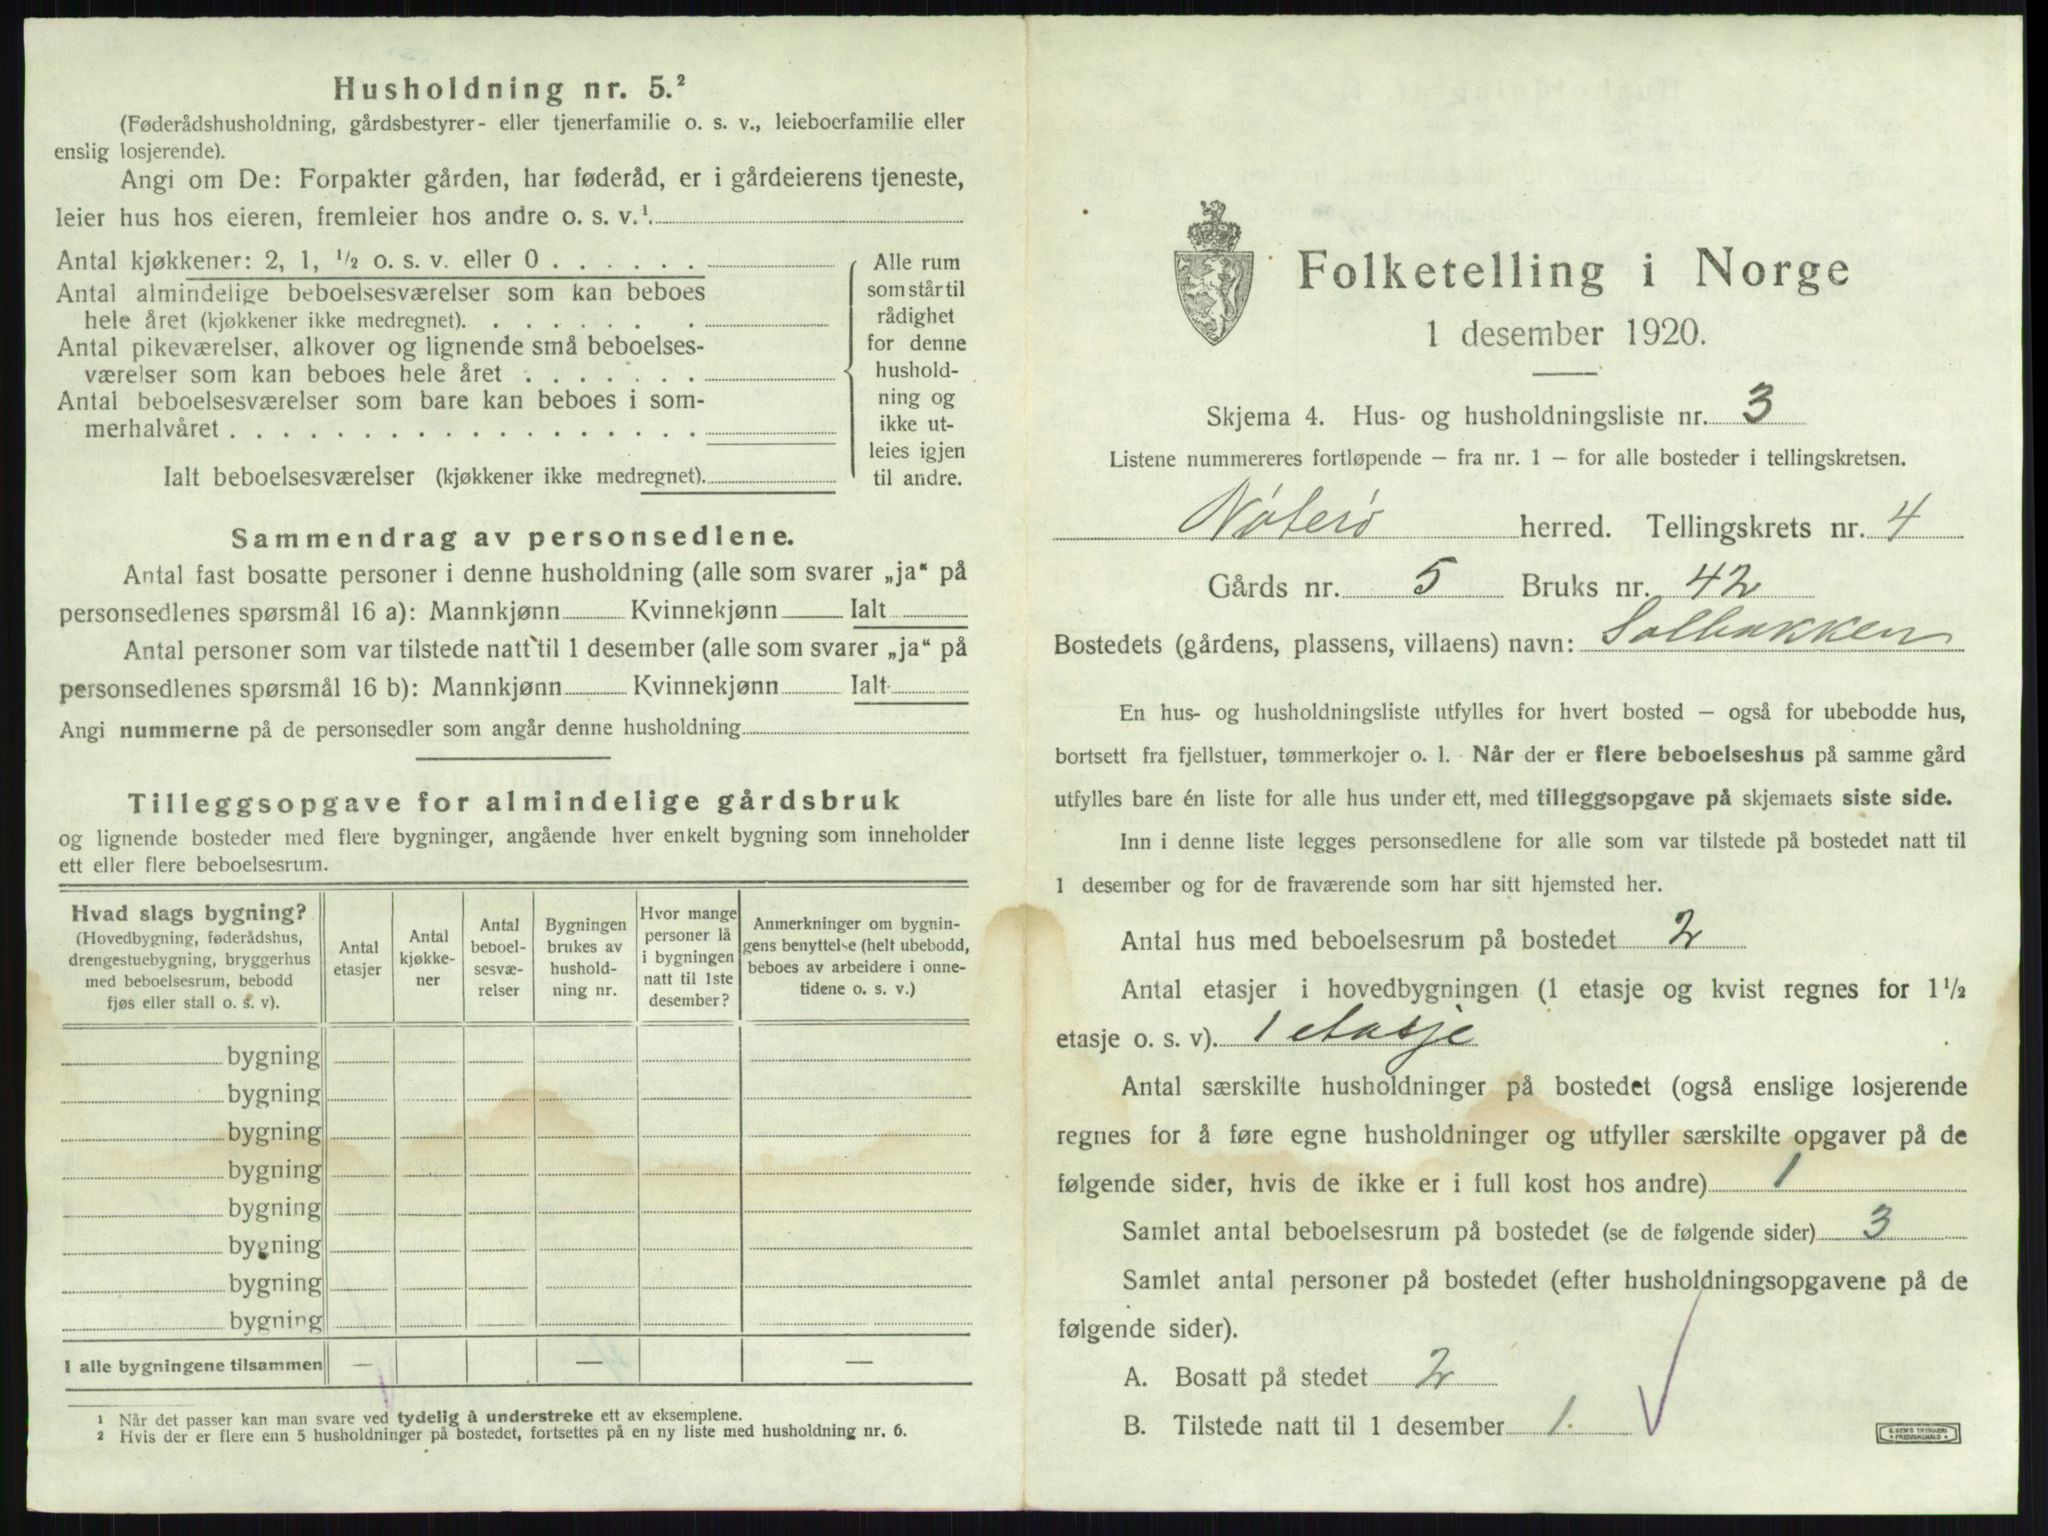 Husholdning nr. 5.²
(Føderådshusholdning, gårdsbestyrer- eller tjenerfamilie o. s. v., leieboerfamilie eller
enslig losjerende).
Angi om De: Forpakter gården, har føderåd, er i gårdeierens tjeneste,
leier hus hos eieren, fremleier hos andre o. s. v.¹
Antal kjøkkener: 2, 1, ½ o. s. v. eller 0 . . . . . .
Antal almindelige beboelsesværelser som kan beboes
hele året (kjøkkener ikke medregnet). . . . . . . . .
Antal pikeværelser, alkover og lignende små beboelses-
værelser som kan beboes hele året . . . . . . .
Antal beboelsesværelser som bare kan beboes i som-
merhalvåret . . . . . . . . . . . . . . . . . .
Ialt beboelsesværelser (kjøkkener ikke medregnet).
Alle rum
som står til
rådighet
for denne
hushold-
ning og
ikke ut-
leies igjen
til andre.
Sammendrag av personsedlene.
Antal fast bosatte personer i denne husholdning (alle som svarer „ja“ på
personsedlenes spørsmål 16 a): Mannkjønn Kvinnekjønn Ialt
Antal personer som var tilstede natt til 1 desember (alle som svarer „ja“ på
personsedlenes spørsmål 16 b): Mannkjønn Kvinnekjønn Ialt
Angi nummerne på de personsedler som angår denne husholdning
Tilleggsopgave for almindelige gårdsbruk
og lignende bosteder med flere bygninger, angående hver enkelt bygning som inneholder
ett eller flere beboelsesrum.
Hvad slags bygning?
(Hovedbygning, føderådshus,
drengestuebygning, bryggerhus
med beboelsesrum, bebodd
fjøs eller stall o. s. v).
Antal
etasjer
Antal
kjøkke-
ner
Antal
beboel-
sesvæ-
relser
Bygningen
brukes av
hushold-
ning nr.
Hvor mange
personer lå
i bygningen
natt til 1ste
desember?
Anmerkninger om bygnin-
gens benyttelse (helt ubebodd,
beboes av arbeidere i onne-
tidene o. s. v.)
bygning
bygning
bygning
bygning
bygning
bygning
bygning
bygning
I alle bygningene tilsammen — — —
¹ Når det passer kan man svare ved tydelig å understreke ett av eksemplene.
² Hvis der er flere enn 5 husholdninger på bostedet, fortsettes på en ny liste med husholdning nr. 6.
Folketelling i Norge
1 desember 1920.
Skjema 4. Hus- og husholdningsliste nr. 3
Listene nummereres fortløpende – fra nr. 1 – for alle bosteder i tellingskretsen.
Nøterø herred. Tellingskrets nr. 4
Gårds nr. 5 Bruks nr. 42
Bostedets (gårdens, plassens, villaens) navn: Solbakken
En hus- og husholdningsliste utfylles for hvert bosted – også for ubebodde hus,
bortsett fra fjellstuer, tømmerkojer o. l. Når der er flere beboelseshus på samme gård
utfylles bare én liste for alle hus under ett, med tilleggsopgave på skjemaets siste side.
Inn i denne liste legges personsedlene for alle som var tilstede på bostedet natt til
1 desember og for de fraværende som har sitt hjemsted her.
Antal hus med beboelsesrum på bostedet 2
Antal etasjer i hovedbygningen (1 etasje og kvist regnes for 1 ½
etasje o. s. v). 1 etasje
Antal særskilte husholdninger på bostedet (også enslige losjerende
regnes for å føre egne husholdninger og utfyller særskilte opgaver på de
følgende sider, hvis de ikke er i full kost hos andre) 1
Samlet antal beboelsesrum på bostedet (se de følgende sider) 3
Samlet antal personer på bostedet (efter husholdningsopgavene på de
følgende sider).
A. Bosatt på stedet 2
B. Tilstede natt til 1 desember 1.